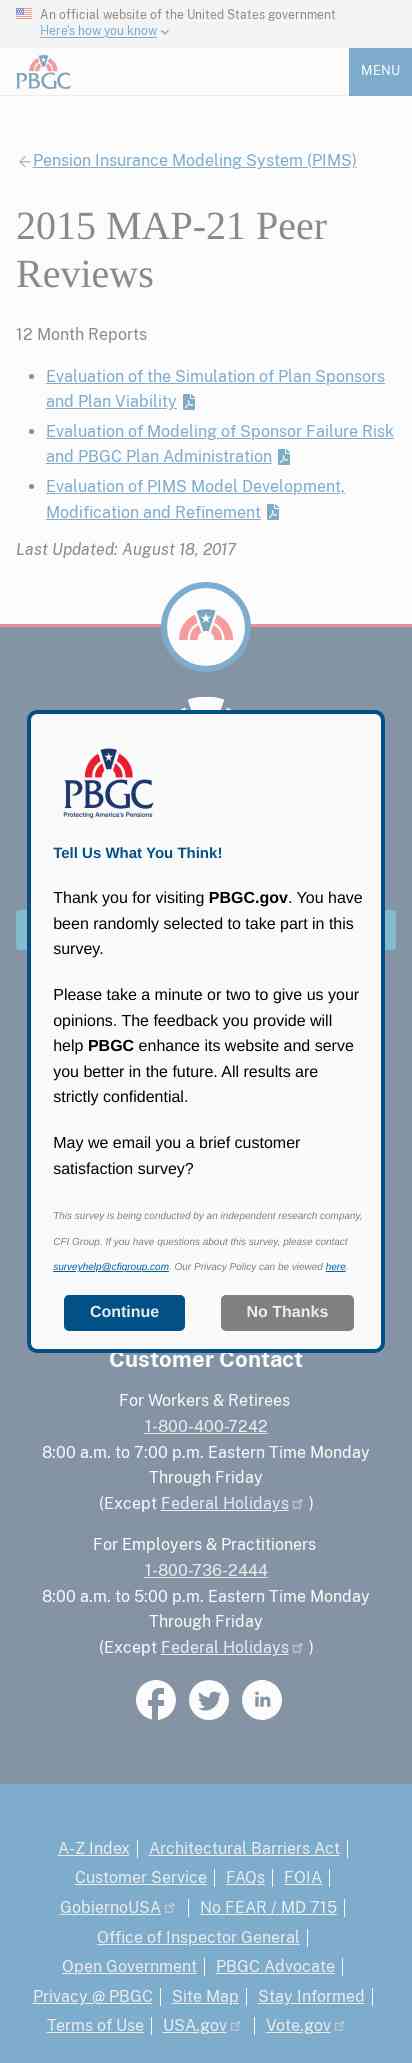 An official website of the United States government
Here's how you know
PBGC
MENU
Pension Insurance Modeling System (PIMS)
2015 MAP-21 Peer
Reviews
12 Month Reports
Evaluation of the Simulation of Plan Sponsors
and Plan Viability
Evaluation of Modeling of Sponsor Failure Risk
and PBGC Plan Administration
Evaluation of PIMS Model Development,
Modification and Refinement
Last Updated: August 18, 2017
PBGC
Protecting America's Pensions
Tell Us What You Think!
Thank you for visiting PBGC.gov. You have
been randomly selected to take part in this
survey.
Please take a minute or two to give us your
opinions. The feedback you provide will
help PBGC enhance its website and serve
you better in the future. All results are
strictly confidential.
May we email you a brief customer
satisfaction survey?
This survey is being conducted by an independent research company,
CFI Group. If you have questions about this survey, please contact
surveyhelp@cfigroup.com. Our Privacy Policy can be viewed here.
Continue No Thanks
Customer Contact
For Workers & Retirees
1-800-400-7242
8:00 a.m. to 7:00 p.m. Eastern Time Monday
Through Friday
(Except Federal Holidays )
For Employers & Practitioners
1-800-736-2444
8:00 a.m. to 5:00 p.m. Eastern Time Monday
Through Friday
(Except Federal Holidays )
in
A-Z Index Architectural Barriers Act
Customer Service FAQs FOIA
GobiernoUSA No FEAR / MD 715
Office of Inspector General
Open Government PBGC Advocate
Privacy @ PBGC Site Map Stay Informed
Terms of Use USA.gov Vote.gov